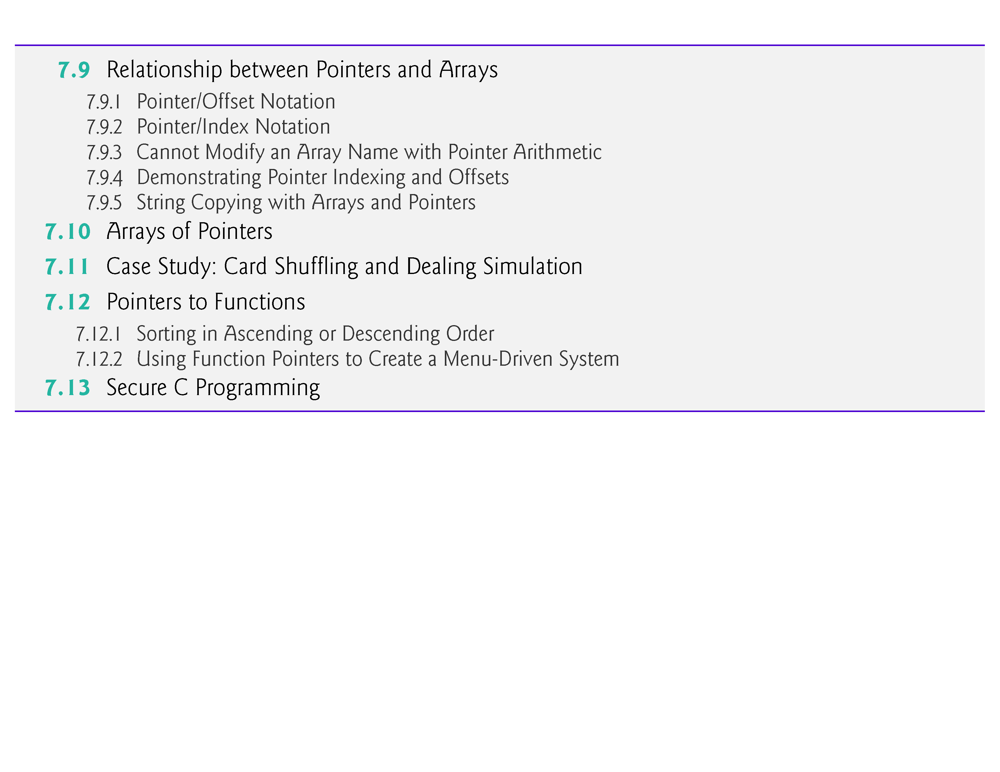 7.9 Relationship between Pointers and Arrays
7.9.1 Pointer/Offset Notation
7.9.2 Pointer/Index Notation
7.9.3 Cannot Modify an Array Name with Pointer Arithmetic
7.9.4 Demonstrating Pointer Indexing and Offsets
7.9.5 String Copying with Arrays and Pointers
7.10 Arrays of Pointers
7.11 Case Study: Card Shuffling and Dealing Simulation
7.12 Pointers to Functions
7.12.1 Sorting in Ascending or Descending Order
7.12.2 Using Function Pointers to Create a Menu-Driven System
7.13 Secure C Programming